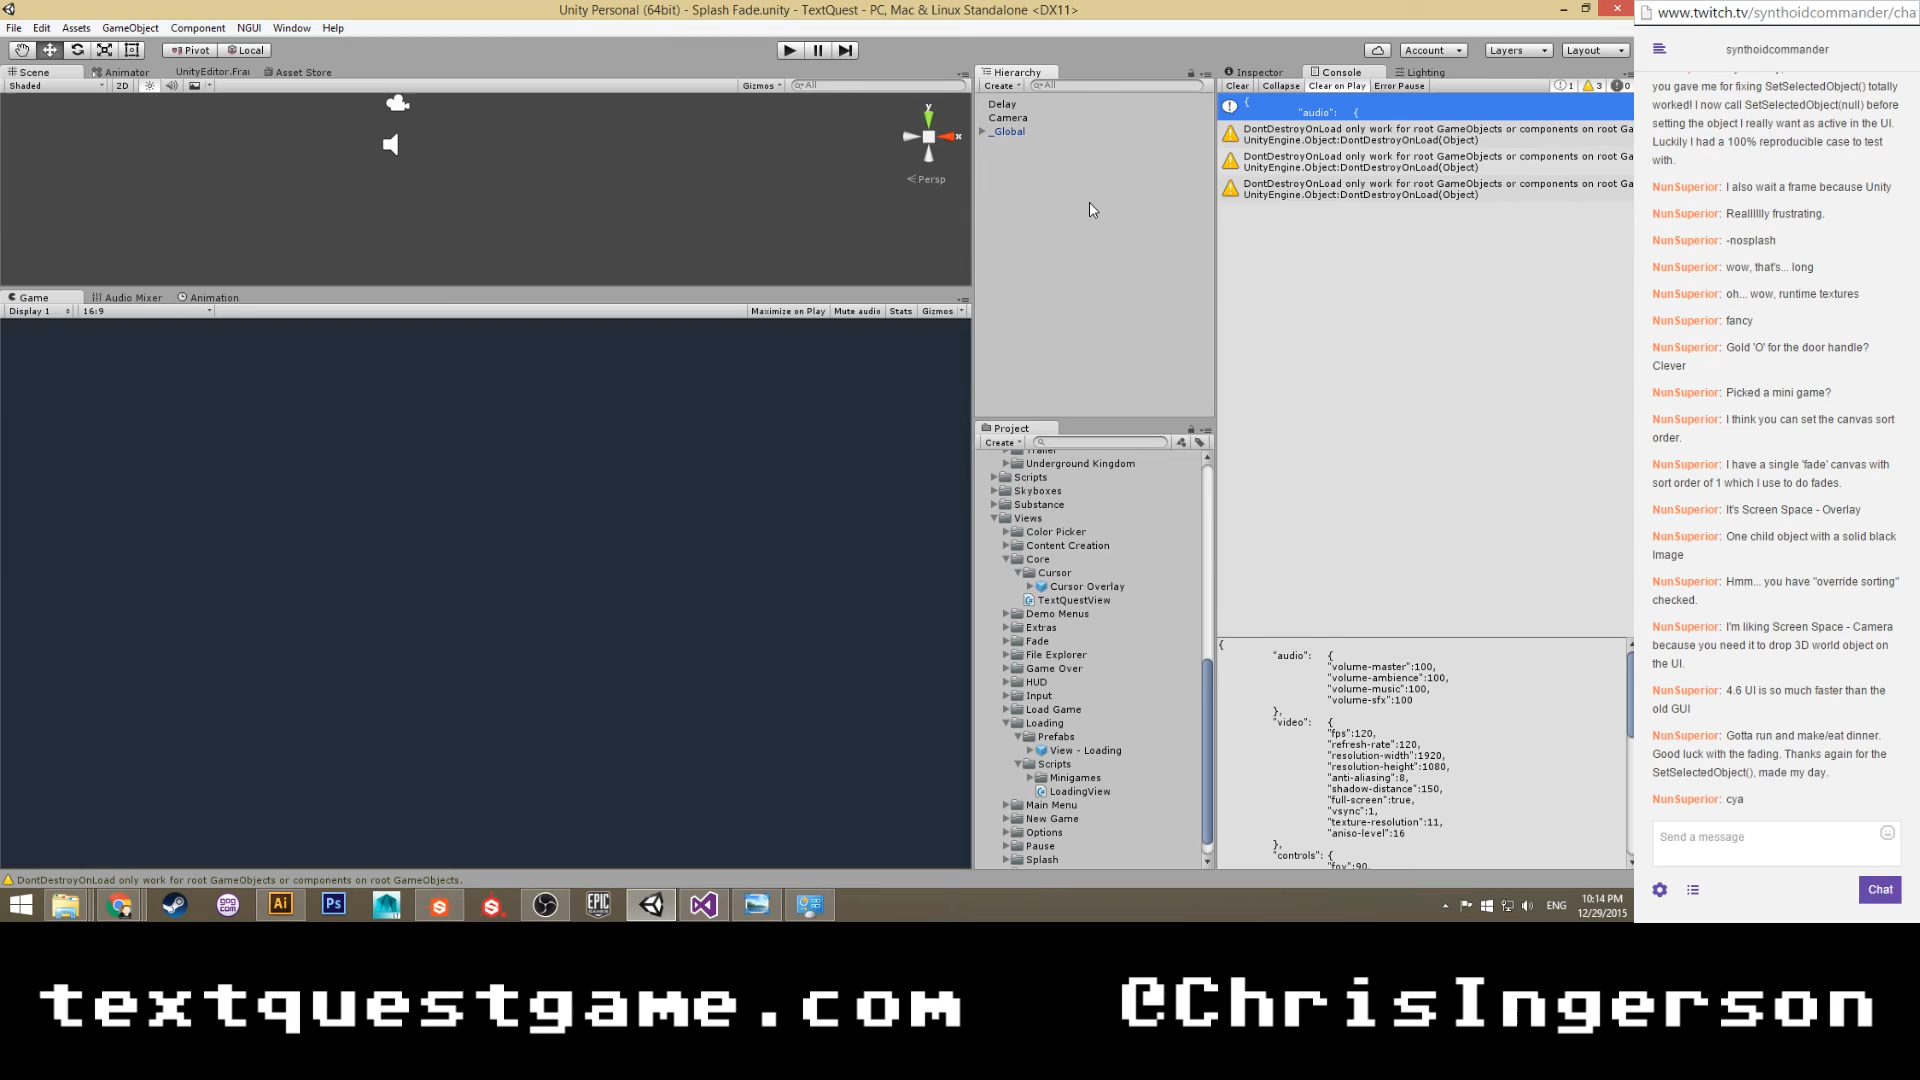 Unity Personal (64bit) - Splash Fade.unity - TextQuest - PC, Mac & Linux Standalone <DX11>
www.twitch.tv/synthoidcommander/cha
File Edit Assets GameObject Component NGUI Window Help
Pivot Local
Account Layers Layout
synthoidcommander
Scene Animator UnityEditor.Fra Asset Store
Shaded 2D Gizmos All
y
x
Persp
Game Audio Mixer Animation
Display 1 16:9 Maximize on Play Mute audio Stats Gizmos
Hierarchy
Create All
Delay
Camera
_Global
Project
Create
Underground Kingdom
Scripts
Skyboxes
Substance
Views
Color Picker
Content Creation
Core
Cursor
Cursor Overlay
TextQuestView
Demo Menus
Extras
Fade
File Explorer
Game Over
HUD
Input
Load Game
Loading
Prefabs
View - Loading
Scripts
Minigames
LoadingView
Main Menu
New Game
Options
Pause
Splash
Inspector Console Lighting
Clear Collapse Clear on Play Error Pause 1 3 0
{
"audio": {
DontDestroyOnLoad only work for root GameObjects or components on root Ga
UnityEngine.Object:DontDestroyOnLoad(Object)
DontDestroyOnLoad only work for root GameObjects or components on root Ga
UnityEngine.Object:DontDestroyOnLoad(Object)
DontDestroyOnLoad only work for root GameObjects or components on root Ga
UnityEngine.Object:DontDestroyOnLoad(Object)
{
"audio": {
"volume-master":100,
"volume-ambience":100,
"volume-music":100,
"volume-sfx":100
},
"video": {
"fps":120,
"refresh-rate":120,
"resolution-width":1920,
"resolution-height":1080,
"anti-aliasing":8,
"shadow-distance":150,
"full-screen":true,
"vsync":1,
"texture-resolution":11,
"aniso-level":16
},
"controls": {
"fov":90,
you gave me for fixing SetSelectedObject() totally
worked! I now call SetSelectedObject(null) before
setting the object I really want as active in the UI.
Luckily I had a 100% reproducible case to test
with.
NunSuperior: I also wait a frame because Unity
NunSuperior: Realllllly frustrating.
NunSuperior: -nosplash
NunSuperior: wow, that's... long
NunSuperior: oh... wow, runtime textures
NunSuperior: fancy
NunSuperior: Gold 'O' for the door handle?
Clever
NunSuperior: Picked a mini game?
NunSuperior: I think you can set the canvas sort
order.
NunSuperior: I have a single 'fade' canvas with
sort order of 1 which I use to do fades.
NunSuperior: It's Screen Space - Overlay
NunSuperior: One child object with a solid black
Image
NunSuperior: Hmm... you have "override sorting"
checked.
NunSuperior: I'm liking Screen Space - Camera
because you need it to drop 3D world object on
the UI.
NunSuperior: 4.6 UI is so much faster than the
old GUI
NunSuperior: Gotta run and make/eat dinner.
Good luck with the fading. Thanks again for the
SetSelectedObject(), made my day.
NunSuperior: cya
Send a message
Chat
DontDestroyOnLoad only work for root GameObjects or components on root GameObjects.
GOG COM Ai Ps EPIC GAMES
ENG 10:14 PM
12/29/2015
textquestgame.com @ChrisIngerson